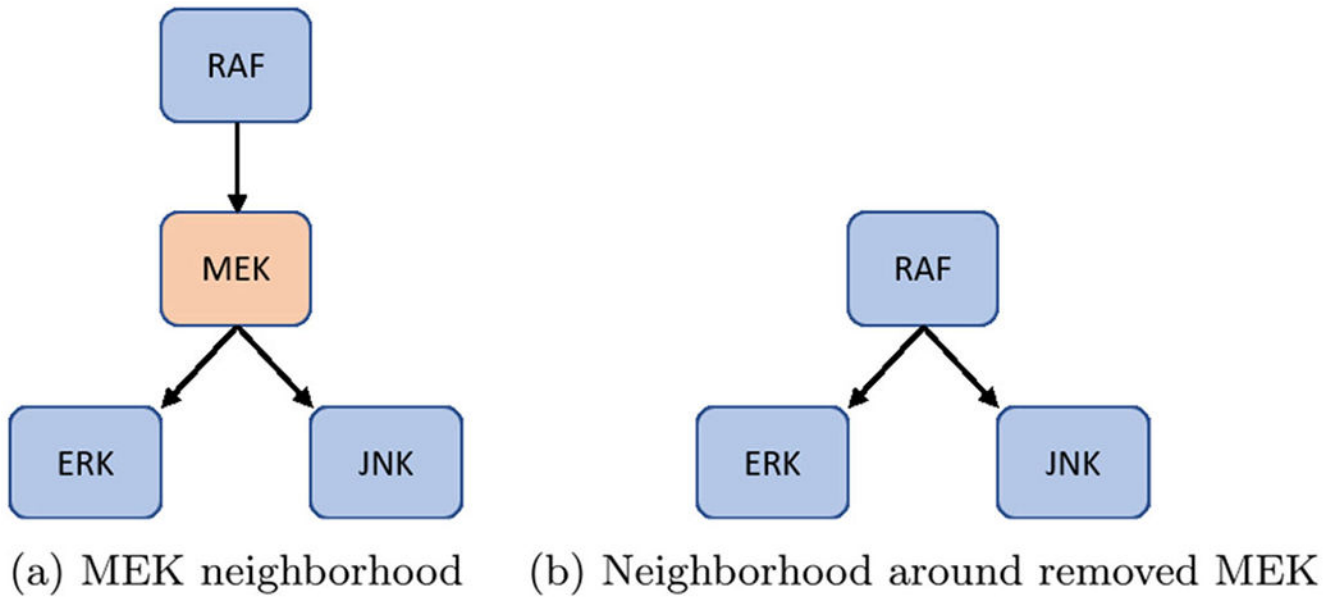 RAF
MEK
ERK
JNK
(a) MEK neighborhood
RAF
ERK
JNK
(b) Neighborhood around removed MEK